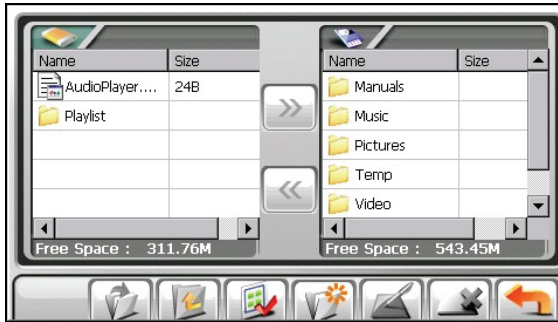 Name Size
AudioPlayer.... 24B
Playlist
Free Space : 311.76M
Name Size
Manuals
Music
Pictures
Temp
Video
Free Space : 543.45M